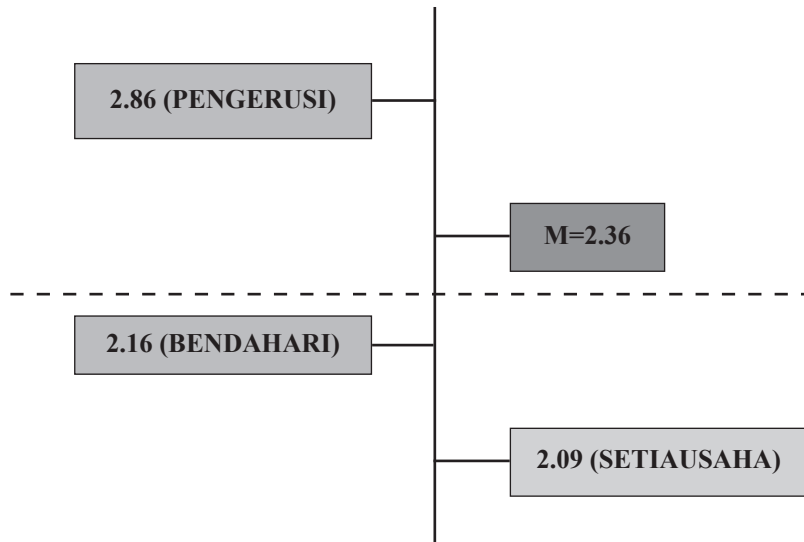 2.86 (PENGERUSI)
M=2.36
2.16 (BENDAHARI)
2.09 (SETIAUSAHA)